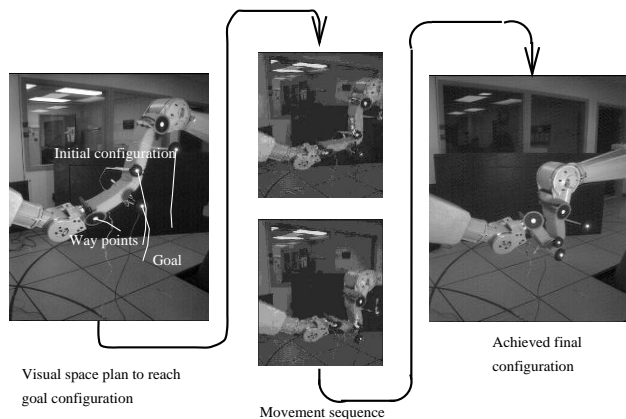 Initial configuration
Way points
Goal
Visual space plan to reach
goal configuration
Movement sequence
Achieved final
configuration